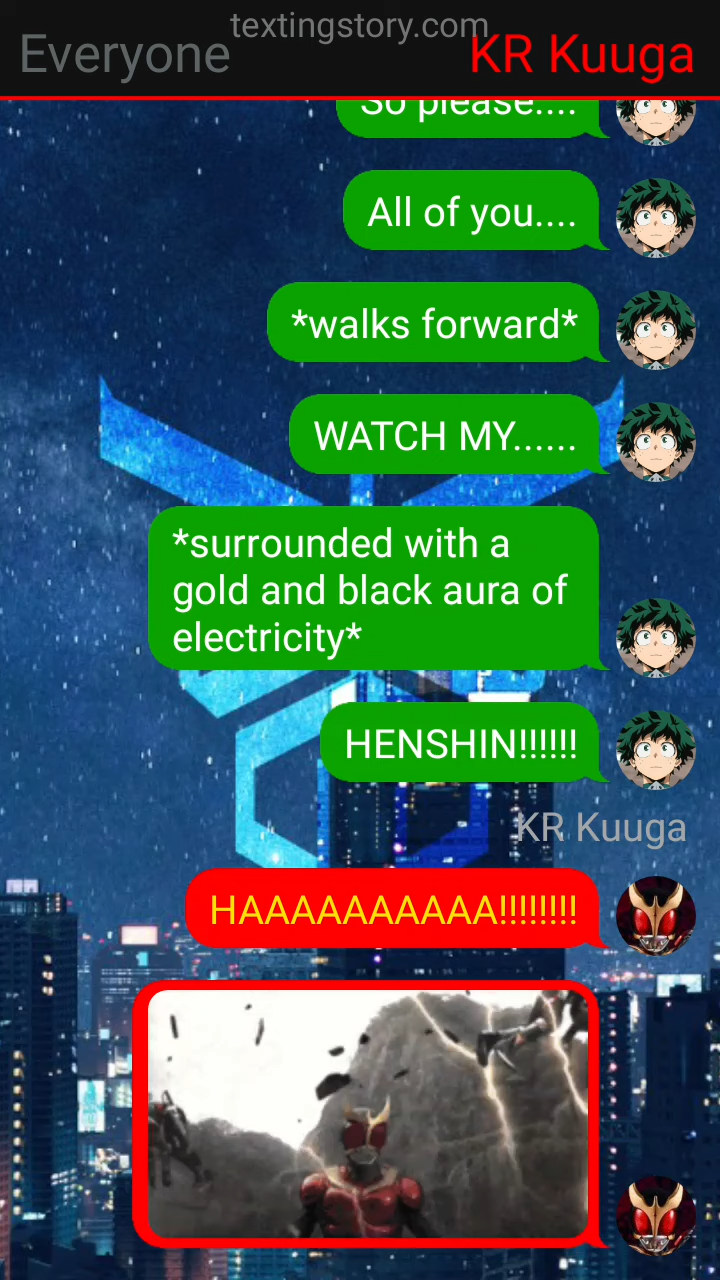 textingstory.com
Everyone
KR Kuuga
So please....
All of you....
*walks forward*
WATCH MY......
*surrounded with a
gold and black aura of
electricity*
HENSHIN!!!!!!
KR Kuuga
HAAAAAAAAAAA!!!!!!!!